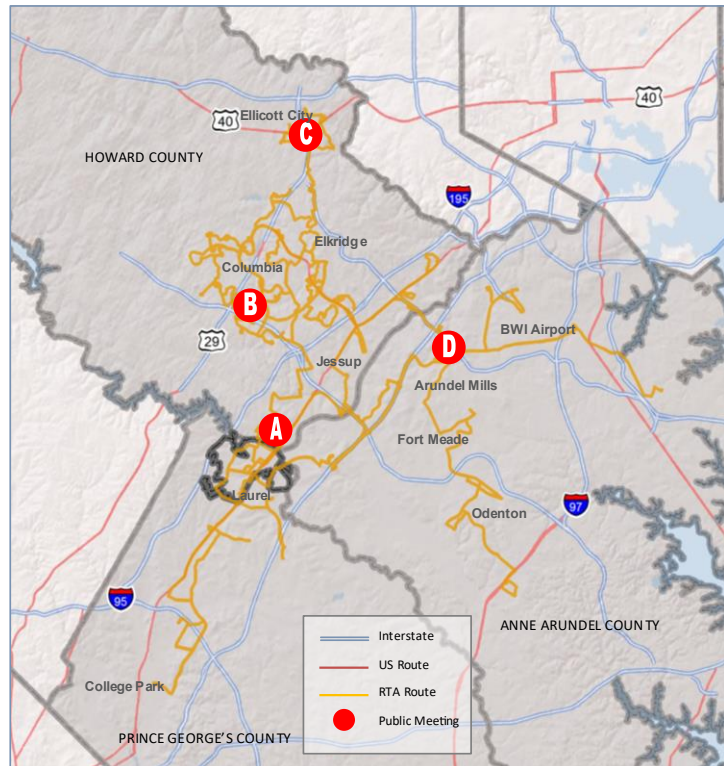 40
Ellicott City
40
C
HOWARD COUNTY
195
Elkridge
Columbia
B
29
BWI Airport
D
Jessup
Arundel Mills
A
Fort Meade
Laurel
97
Odenton
95
ANNE ARUNDEL COUNTY
Interstate
US Route
RTA Route
Public Meeting
College Park
PRINCE GEORGE'S COUNTY